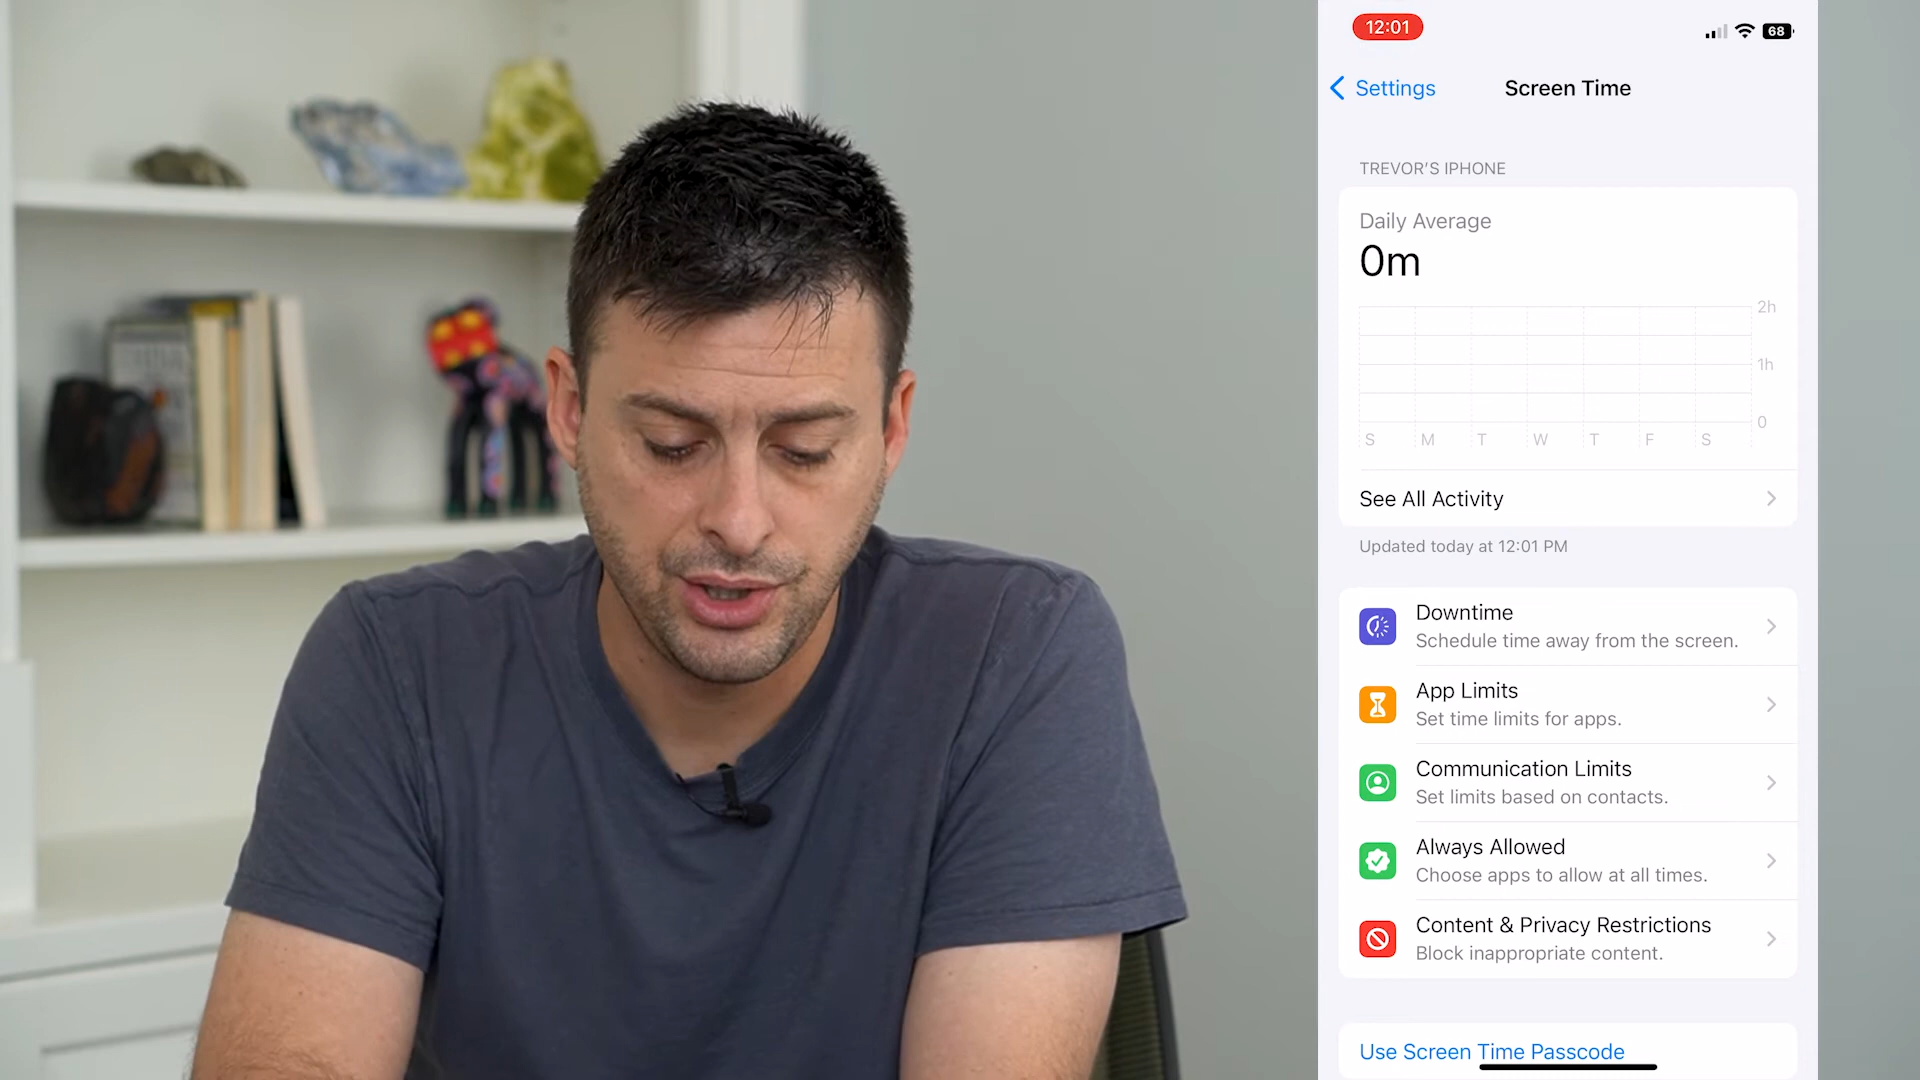 12:01
68
Settings
Screen Time
TREVOR'S IPHONE
Daily Average
0m
2h
1h
0
S M T W T F S
See All Activity
Updated today at 12:01 PM
Downtime
Schedule time away from the screen.
App Limits
Set time limits for apps.
Communication Limits
Set limits based on contacts.
Always Allowed
Choose apps to allow at all times.
Content & Privacy Restrictions
Block inappropriate content.
Use Screen Time Passcode